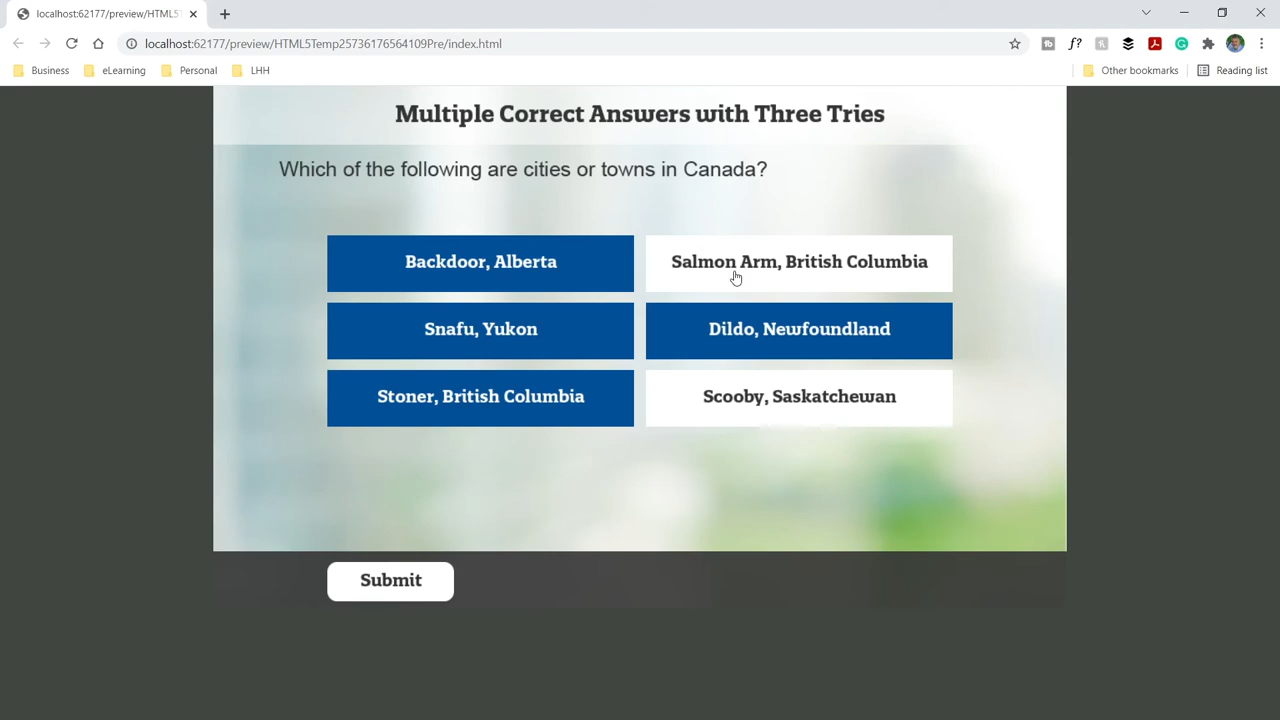 localhost:62177/preview/HTML5T
localhost:62177/preview/HTML5Temp25736176564109Pre/index.html
f?
Business
eLearning
Personal
LHH
Other bookmarks
Reading list
Multiple Correct Answers with Three Tries
Which of the following are cities or towns in Canada?
Backdoor, Alberta
Salmon Arm, British Columbia
Snafu, Yukon
Dildo, Newfoundland
Stoner, British Columbia
Scooby, Saskatchewan
Submit